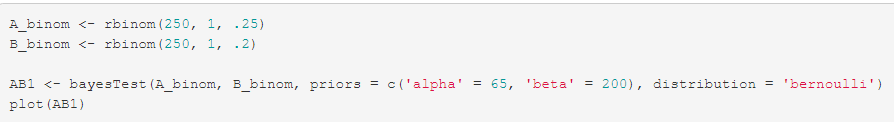 A_binom <- rbinom(250, 1, .25)
B_binom <- rbinom(250, 1, .2)
AB1 <- bayesTest(A_binom, B_binom, priors = c('alpha' = 65, 'beta' = 200), distribution = 'bernoulli')
plot(AB1)